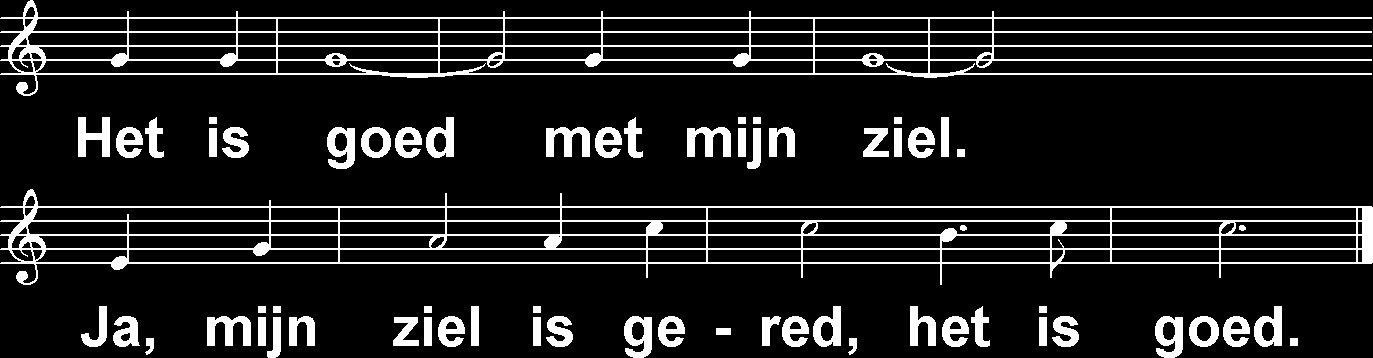 Het is goed met mijn ziel.
Ja, mijn ziel is ge - red, het is goed.